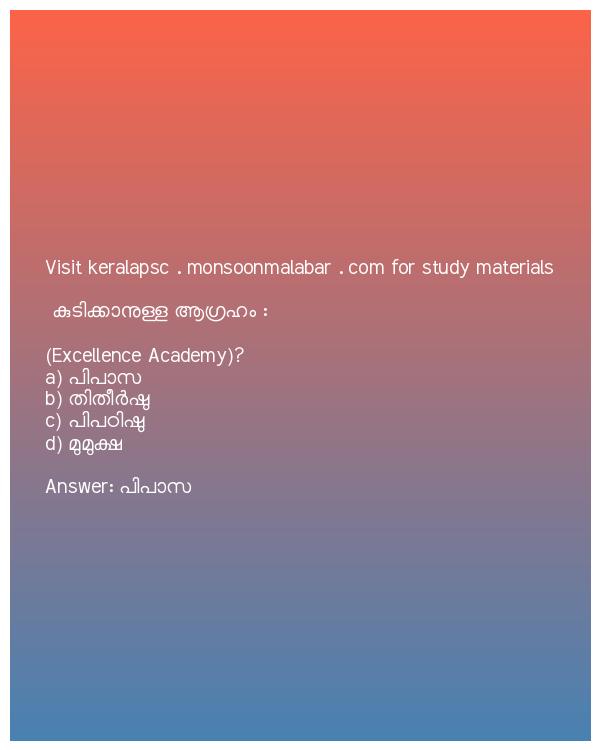 Visit keralapsc . monsoonmalabar . com for study materials
കുടിക്കാനുള്ള ആഗ്രഹം :
(Excellence Academy)?
a) പിപാസ
b) തിതീർഷു
c) പിപഠിഷു
d) മുമുക്ഷ
Answer: പിപാസ